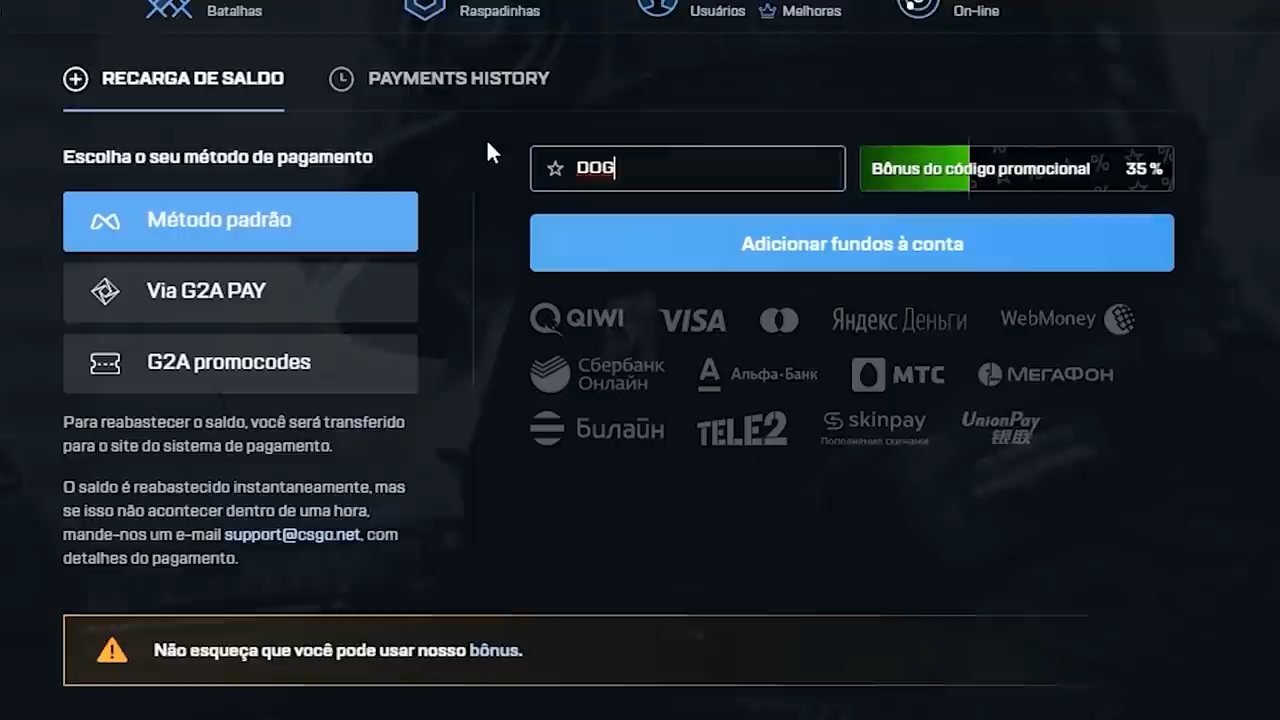 Batalhas
Raspadinhas
Usuários
Melhores
On-line
RECARGA DE SALDO
PAYMENTS HISTORY
Escolha o seu método de pagamento
Método padrão
Via G2A PAY
G2A promocodes
Para reabastecer o saldo, você será transferido
para o site do sistema de pagamento.
O saldo é reabastecido instantaneamente, mas
se isso não acontecer dentro de uma hora,
mande-nos um e-mail support@csgo.net, com
detalhes do pagamento.
DOG
Bônus do código promocional 35 %
Adicionar fundos à conta
QIWI
VISA
Яндекс Деньги
WebMoney
Сбербанк
Онлайн
Альфа-Банк
МТС
МЕГАФОН
Билайн
TELE2
skinpay
Пополнение скинами
UnionPay
银联
Não esqueça que você pode usar nosso bônus.